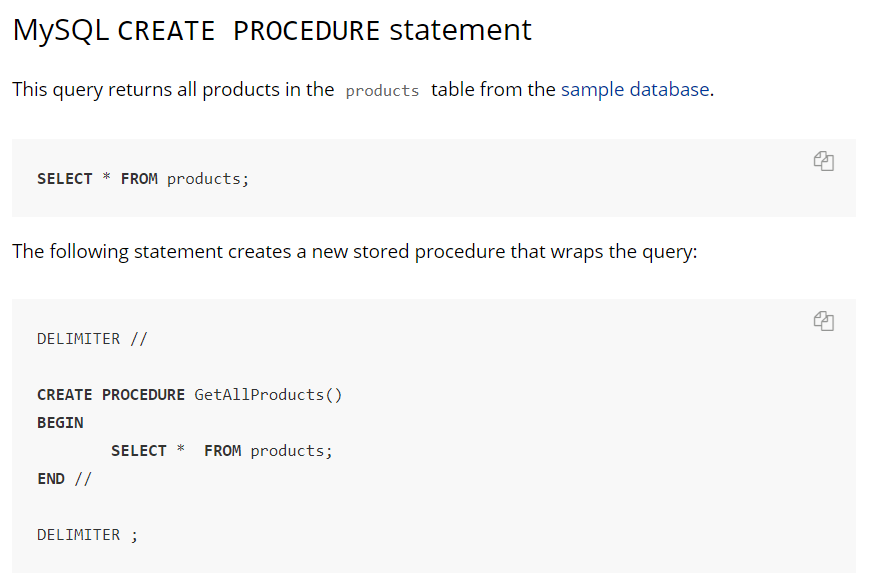 MySQL CREATE PROCEDURE statement
This query returns all products in the products table from the sample database.
SELECT * FROM products;
The following statement creates a new stored procedure that wraps the query:
DELIMITER //
CREATE PROCEDURE GetAllProducts()
BEGIN
        SELECT *  FROM products;
END //
DELIMITER ;